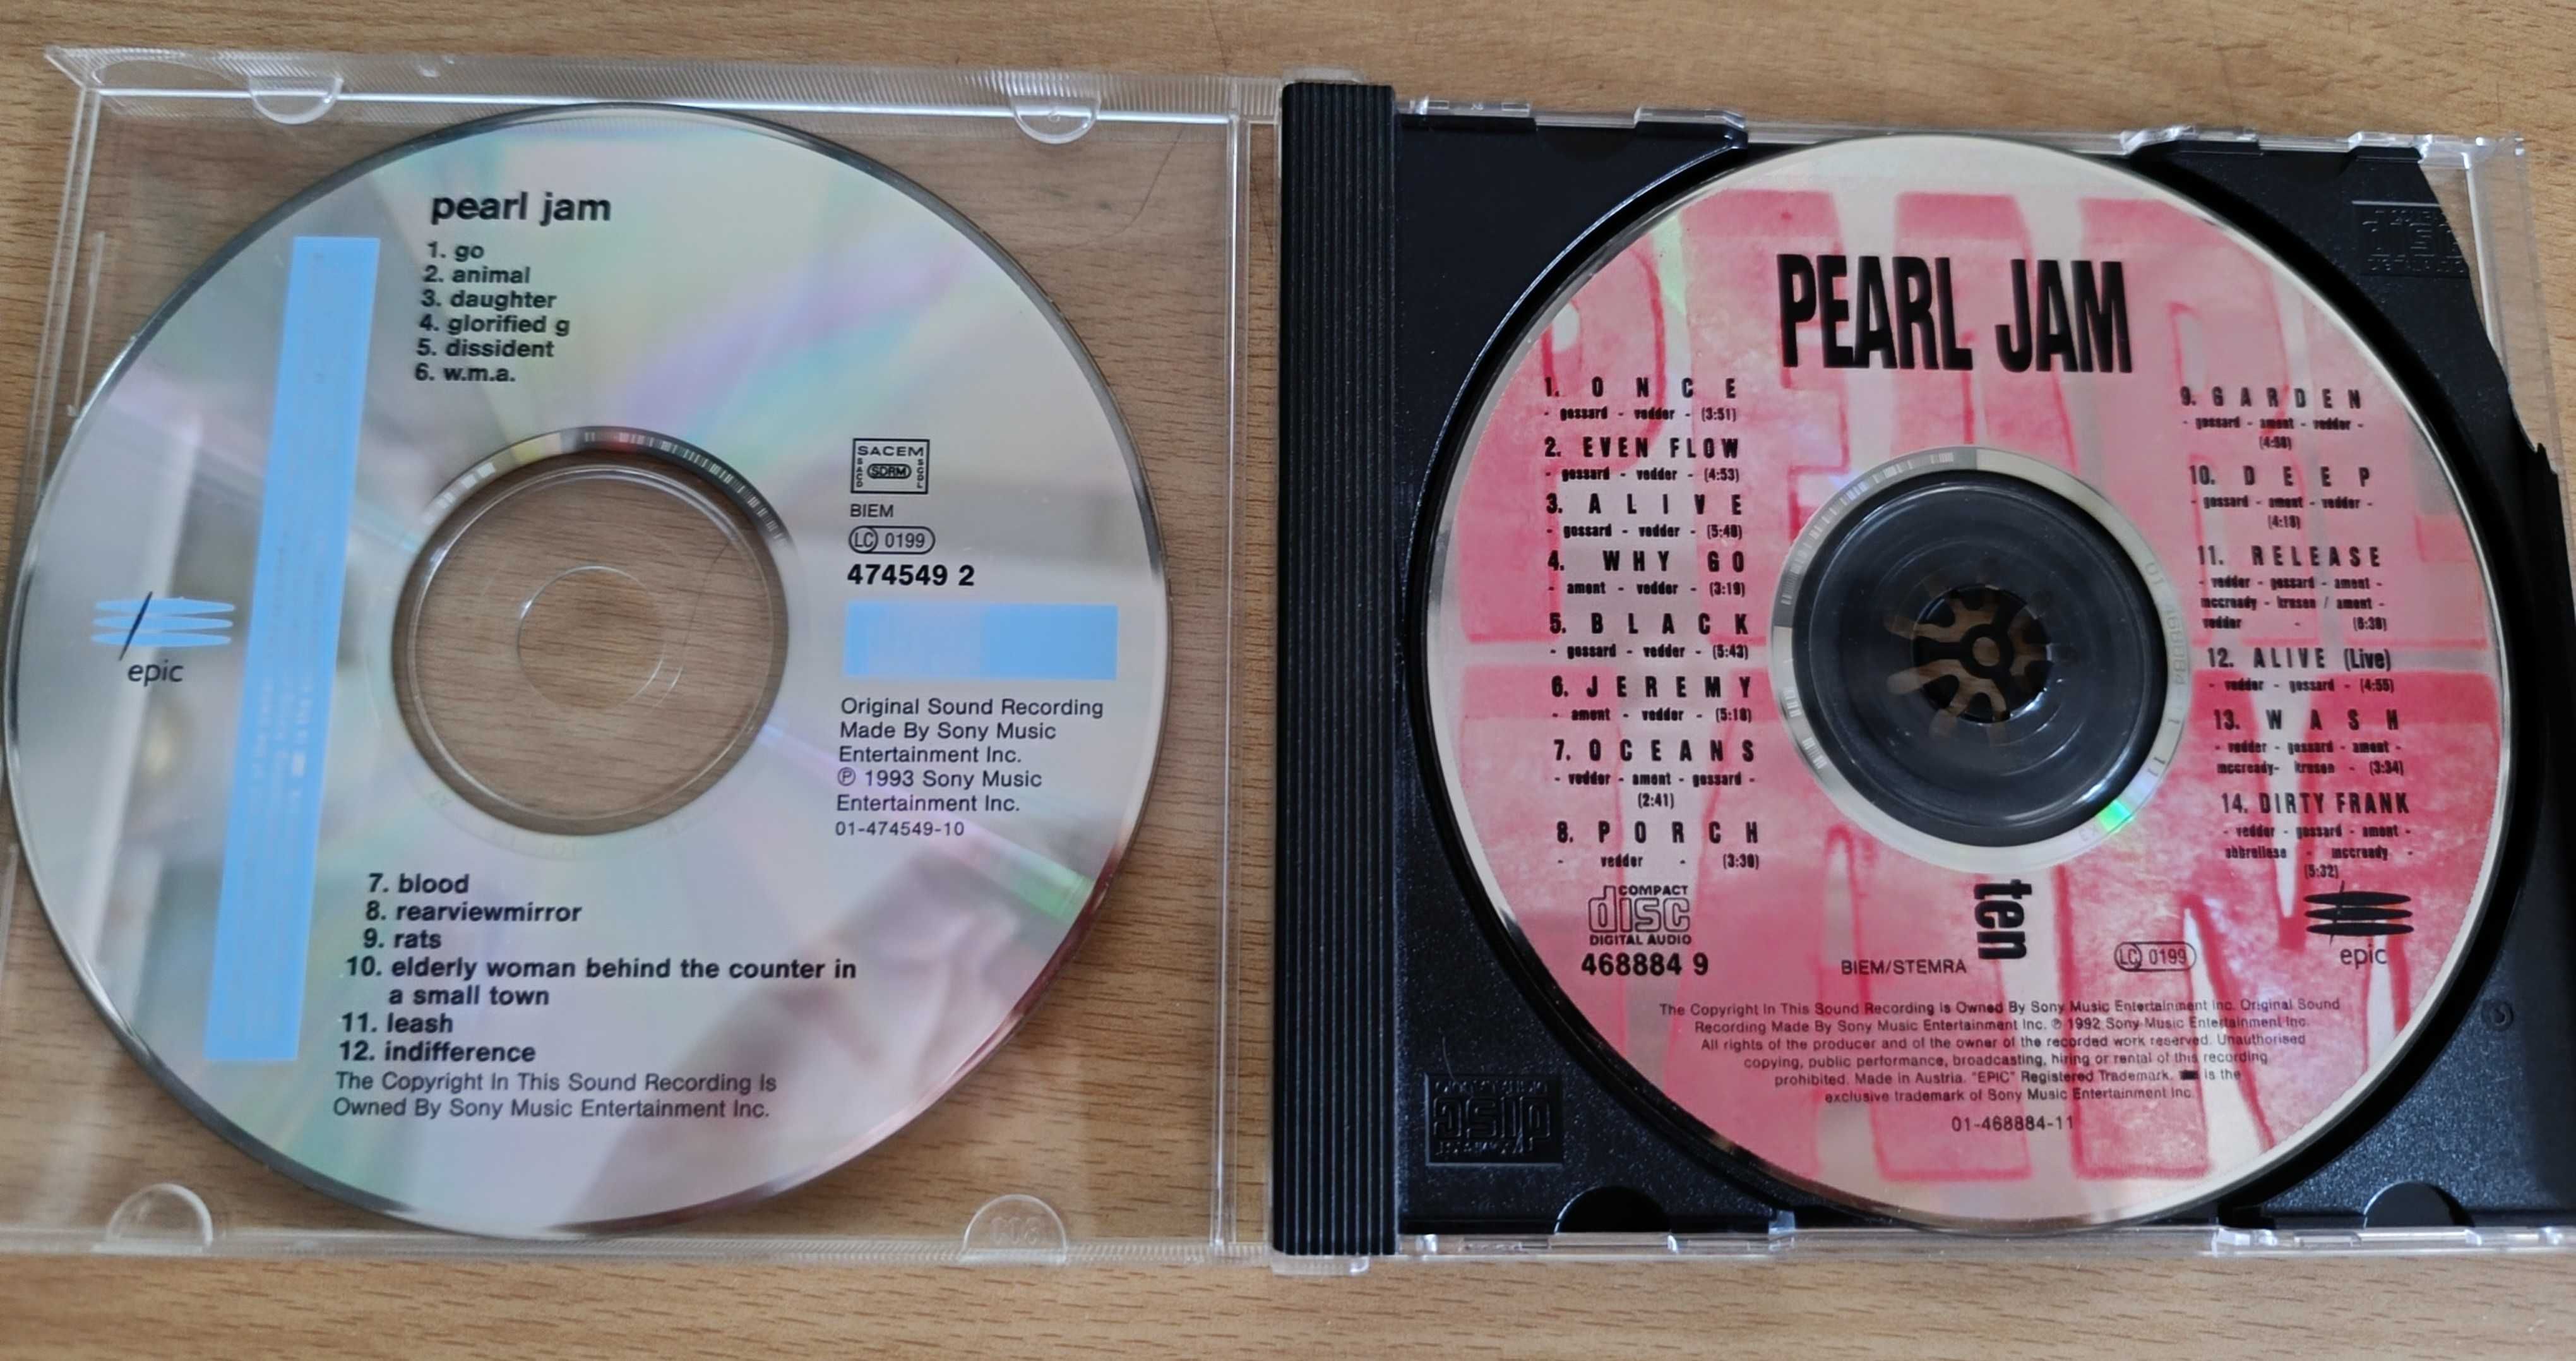 pearl jam
1. go
2. animal
3. daughter
4. glorified g
5. dissident
6. w.m.a.
SACEM
SACD
SDRM
SCDL
BIEM
LC 0199
474549 2
epic
Original Sound Recording
Made By Sony Music
Entertainment Inc.
℗ 1993 Sony Music
Entertainment Inc.
01-474549-10
7. blood
8. rearviewmirror
9. rats
10. elderly woman behind the counter in
a small town
11. leash
12. indifference
The Copyright In This Sound Recording Is
Owned By Sony Music Entertainment Inc.
PEARL JAM
1. ONCE
- gossard - vedder - (3:51)
2. EVEN FLOW
- gossard - vedder - (4:53)
3. ALIVE
- gossard - vedder - (5:40)
4. WHY GO
- ament - vedder - (3:19)
5. BLACK
- gossard - vedder - (5:43)
6. JEREMY
- ament - vedder - (5:18)
7. OCEANS
- vedder - ament - gossard -
(2:41)
8. PORCH
- vedder - (3:30)
9. GARDEN
- gossard - ament - vedder -
(4:58)
10. DEEP
- gossard - ament - vedder -
(4:18)
11. RELEASE
- vedder - gossard - ament -
mccready - krusen / ament -
vedder - (6:30)
12. ALIVE (Live)
- vedder - gossard - (4:55)
13. WASH
- vedder - gossard - ament -
mccready- krusen - (3:34)
14. DIRTY FRANK
- vedder - gossard - ament -
abbrellese - mccready -
(5:32)
COMPACT
disc
DIGITAL AUDIO
468884 9
BIEM/STEMRA
ten
LC 0199
epic
The Copyright In This Sound Recording Is Owned By Sony Music Entertainment Inc. Original Sound
Recording Made By Sony Music Entertainment Inc. ℗ 1992 Sony Music Entertainment Inc.
All rights of the producer and of the owner of the recorded work reserved. Unauthorised
copying, public performance, broadcasting, hiring or rental of this recording
prohibited. Made in Austria. "EPIC" Registered Trademark. is the
exclusive trademark of Sony Music Entertainment Inc.
01-468884-11
PEARL
JAM
disc